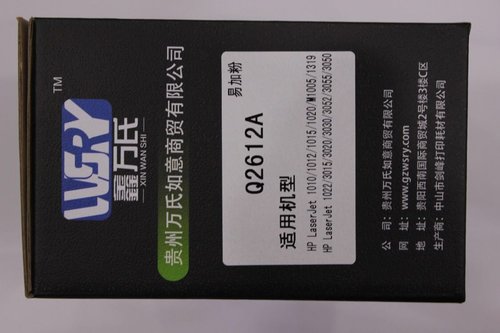 TM
WSRY
鑫万氏
XIN WAN SHI
贵州万氏如意商贸有限公司
易加粉
Q2612A
适用机型
HP LaserJet 1010/1012/1015/1020/M1005/1319
HP LaserJet 1022/3015/3020/3030/3052/3055/3050
公 司：贵州万氏如意商贸有限公司
网 址：www.gzwsry.com
地 址：贵阳西南国际商贸城2号楼3楼C区
生产商：中山市剑峰打印耗材有限公司